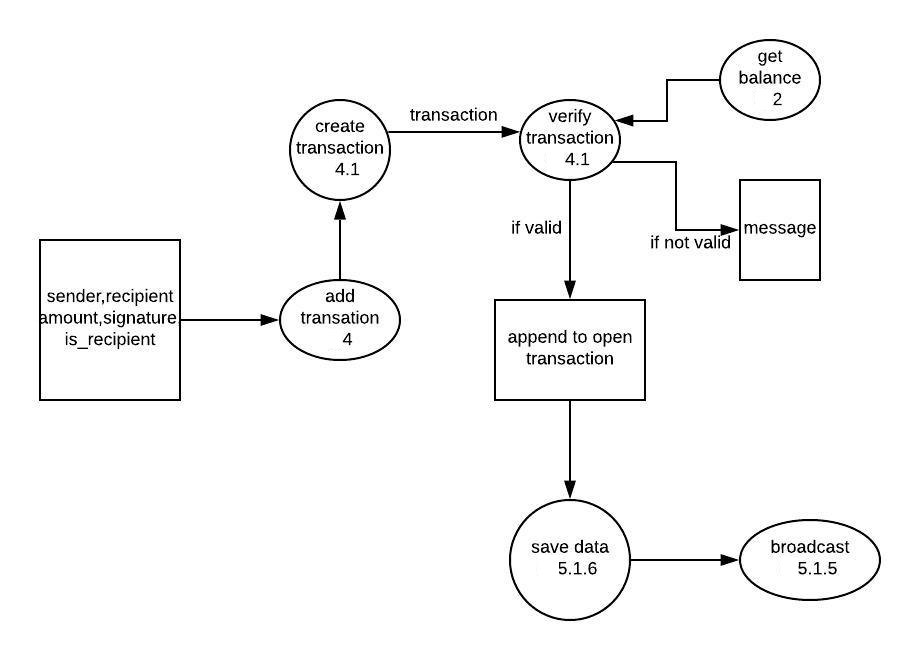 get
balance
2
create
transaction
4.1
transaction
verify
transaction
4.1
if valid
if not valid
message
sender,recipient
amount,signature,
is_recipient
add
transation
4
append to open
transaction
save data
5.1.6
broadcast
5.1.5